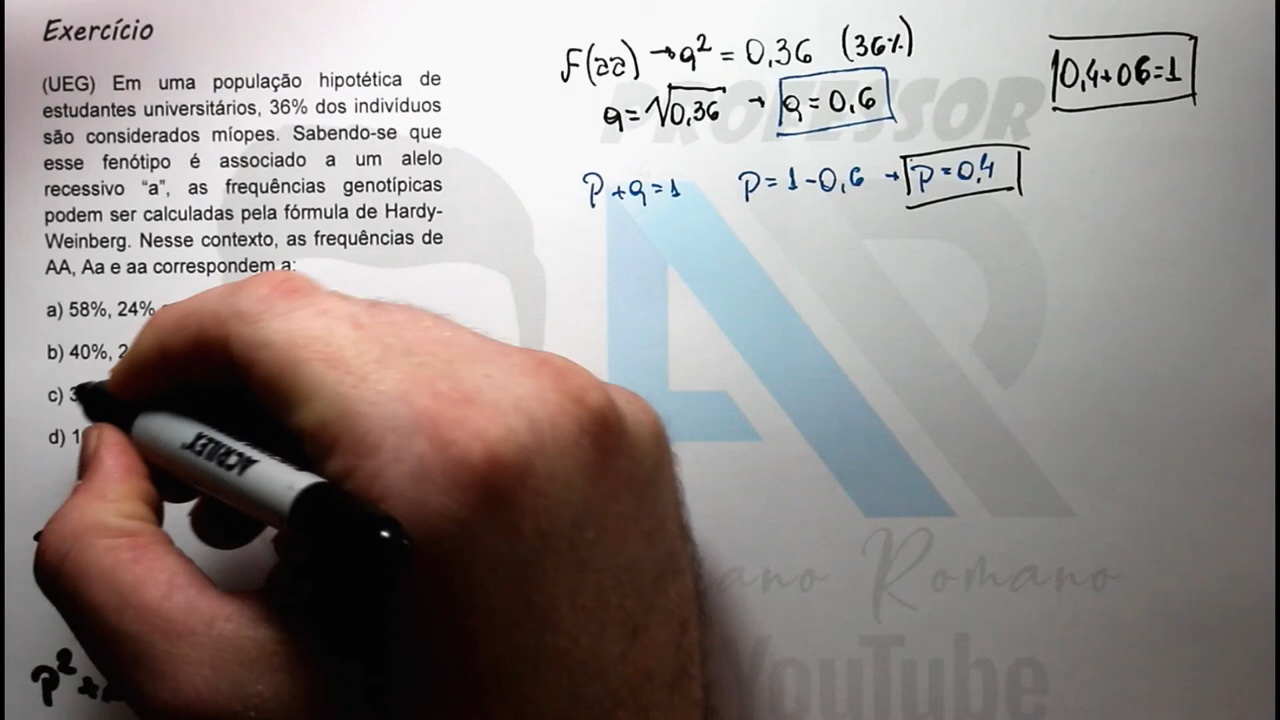 Exercício
(UEG) Em uma população hipotética de
estudantes universitários, 36% dos indivíduos
são considerados míopes. Sabendo-se que
esse fenótipo é associado a um alelo
recessivo “a”, as frequências genotípicas
podem ser calculadas pela fórmula de Hardy-
Weinberg. Nesse contexto, as frequências de
AA, Aa e aa correspondem a:
a) 58%, 24%
b) 40%, 2
c) 3
d) 1
p² +
F(aa) → q² = 0,36 (36%)
q = √0,36 → q = 0,6
p + q = 1 p = 1 - 0,6 → p = 0,4
0,4+06=1
PROFESSOR
AR
Romano
YouTube